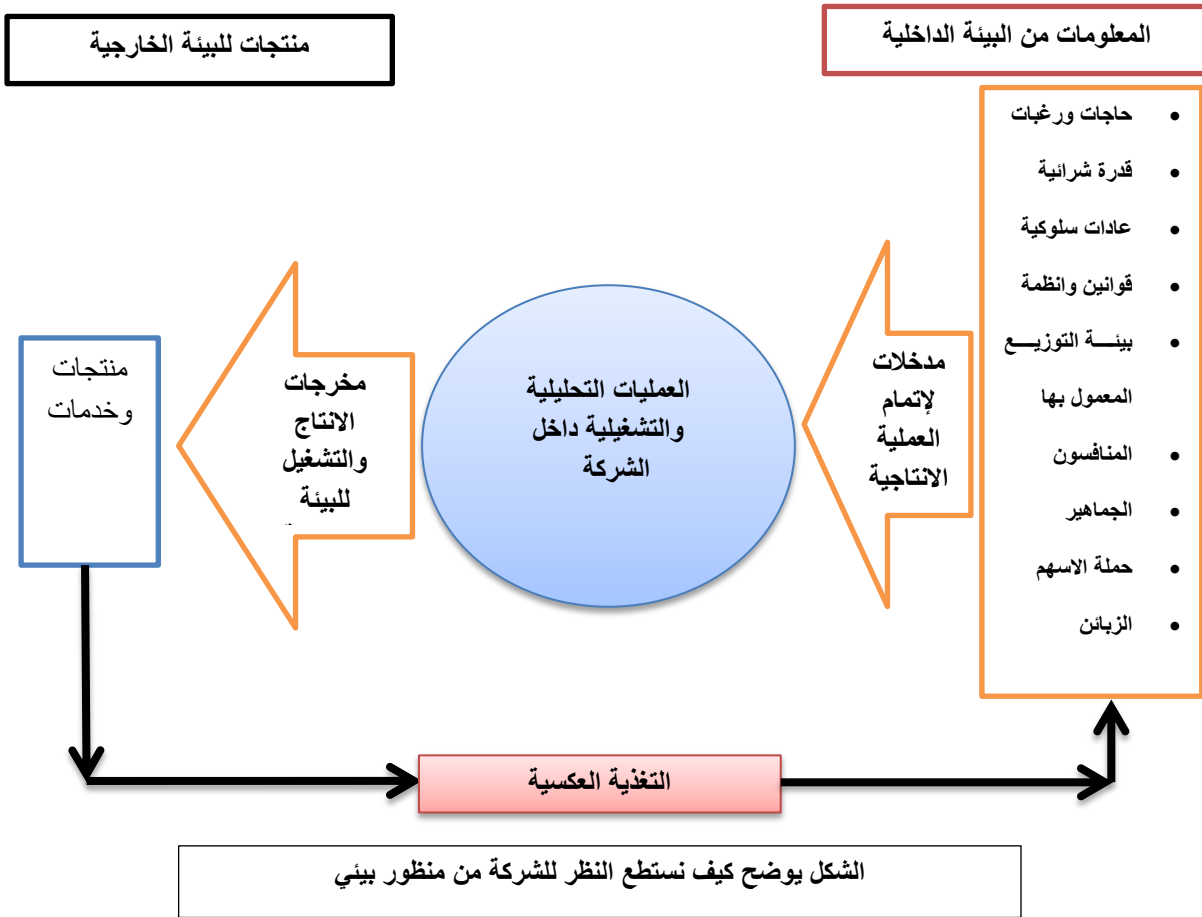 المعلومات من البيئة الداخلية
منتجات للبيئة الخارجية
حاجات ورغبات
قدرة شرائية
عادات سلوكية
قوانين وانظمة
بيئـــة التوزيـــع
المعمول بها
المنافسون
الجماهير
حملة الاسهم
الزبائن
مدخلات
لإتمام
العملية
الانتاجية
العمليات التحليلية
والتشغيلية داخل
الشركة
مخرجات
الانتاج
والتشغيل
للبيئة
منتجات
وخدمات
التغذية العكسية
الشكل يوضح كيف نستطع النظر للشركة من منظور بيئي